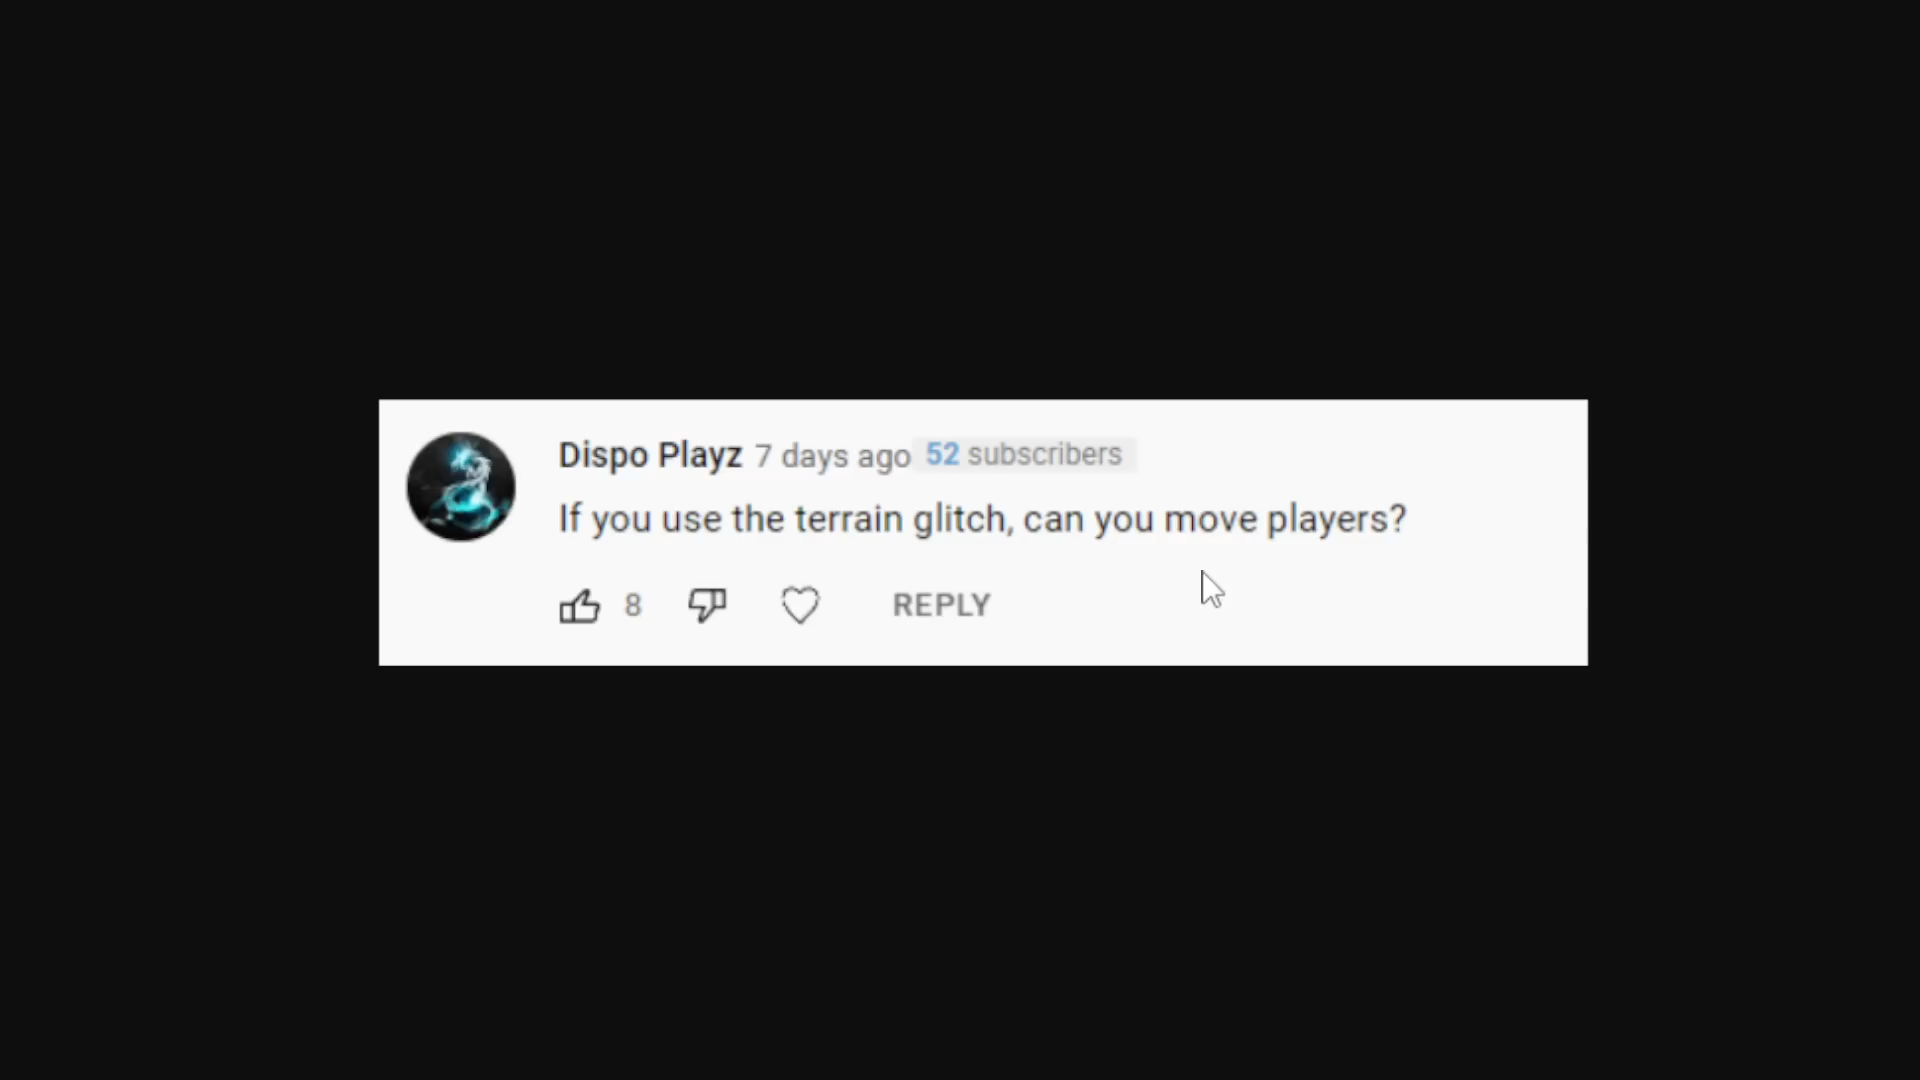 Dispo Playz 7 days ago 52 subscribers
If you use the terrain glitch, can you move players?
8 REPLY